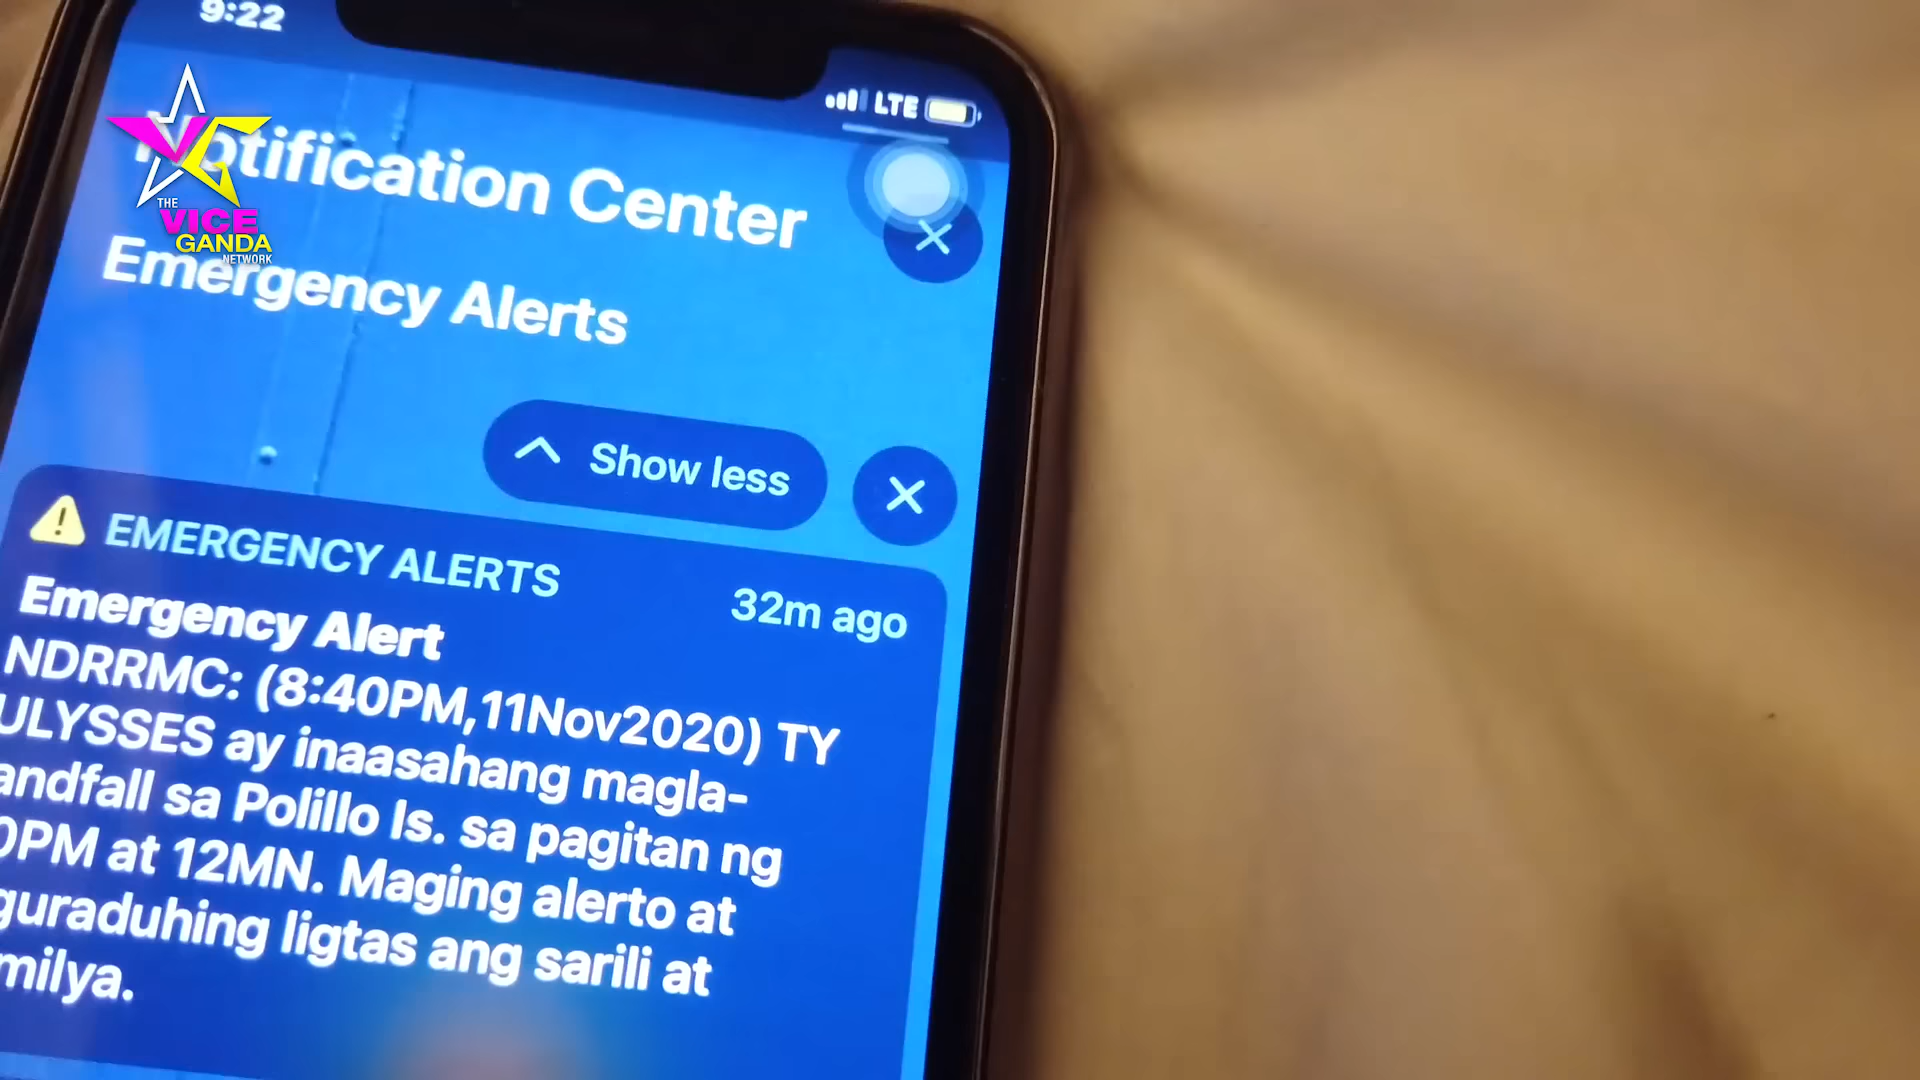 9:22
LTE
Notification Center
THE
VICE
GANDA
NETWORK
Emergency Alerts
Show less
EMERGENCY ALERTS
32m ago
Emergency Alert
NDRRMC: (8:40PM,11Nov2020) TY
ULYSSES ay inaasahang magla-
andfall sa Polillo Is. sa pagitan ng
0PM at 12MN. Maging alerto at
guraduhing ligtas ang sarili at
milya.